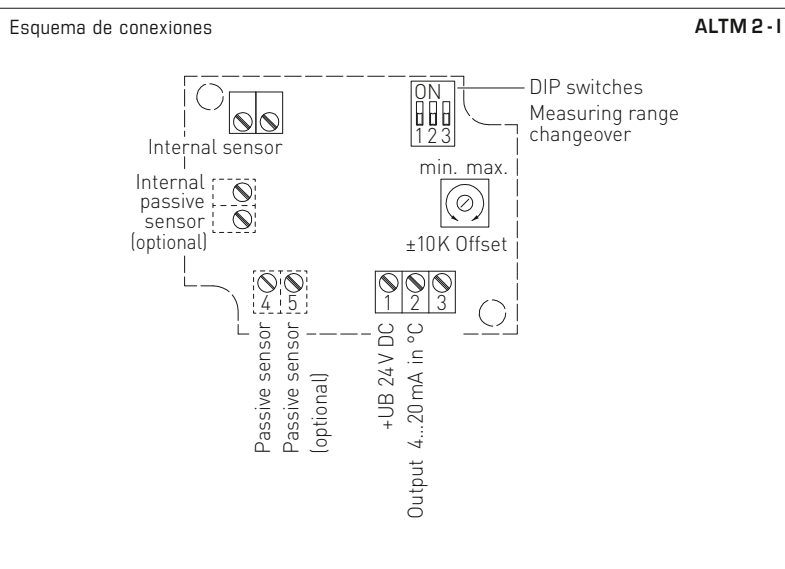 Esquema de conexiones
ALTM 2 - I
ON
1 2 3
DIP switches
Measuring range
changeover
Internal sensor
Internal
passive
sensor
(optional)
min. max.
±10K Offset
4 5
1 2 3
Passive sensor
Passive sensor
(optional)
+UB 24V DC
Output 4...20mA in °C